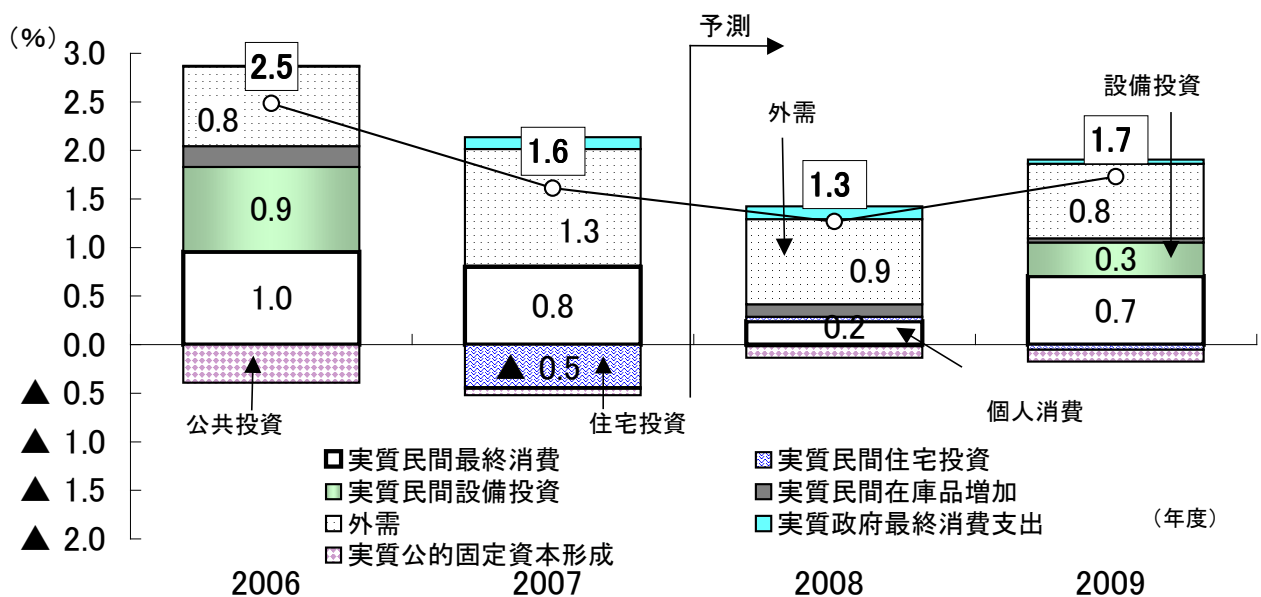 （％）
予測
3.0
2.5
2.0
1.5
1.0
0.5
0.0
▲ 0.5
▲ 1.0
▲ 1.5
▲ 2.0
2.5
0.8
0.9
1.0
公共投資
1.6
1.3
0.8
▲ 0.5
住宅投資
外需
1.3
0.9
0.2
個人消費
設備投資
1.7
0.8
0.3
0.7
実質民間最終消費
実質民間住宅投資
実質民間設備投資
実質民間在庫品増加
外需
実質政府最終消費支出
実質公的固定資本形成
（年度）
2006
2007
2008
2009